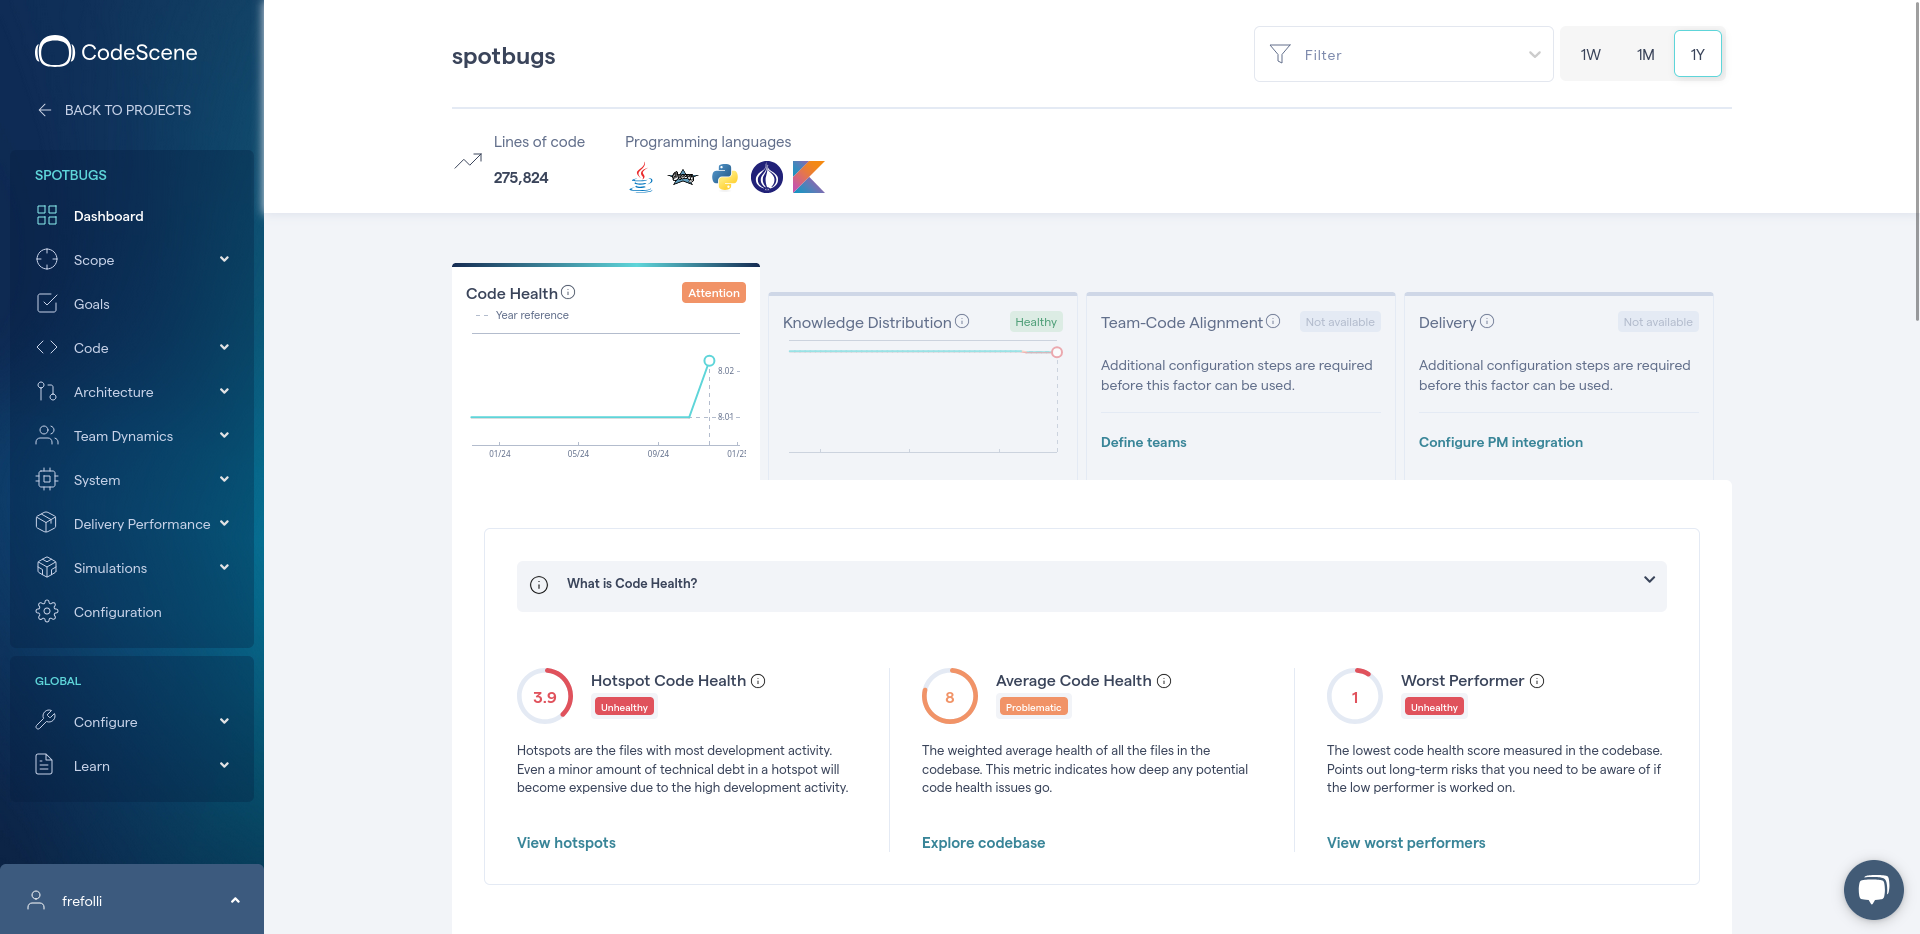 CodeScene
BACK TO PROJECTS
SPOTBUGS
Dashboard
Scope
Goals
Code
Architecture
Team Dynamics
System
Delivery Performance
Simulations
Configuration
GLOBAL
Configure
Learn
frefolli
spotbugs
Filter
1W 1M 1Y
Lines of code
275,824
Programming languages
Code Health
Attention
Year reference
8.02
8.01
01/24 05/24 09/24 01/25
Knowledge Distribution
Healthy
Team-Code Alignment
Not available
Additional configuration steps are required
before this factor can be used.
Define teams
Delivery
Not available
Additional configuration steps are required
before this factor can be used.
Configure PM integration
What is Code Health?
3.9
Hotspot Code Health
Unhealthy
Hotspots are the files with most development activity.
Even a minor amount of technical debt in a hotspot will
become expensive due to the high development activity.
View hotspots
8
Average Code Health
Problematic
The weighted average health of all the files in the
codebase. This metric indicates how deep any potential
code health issues go.
Explore codebase
1
Worst Performer
Unhealthy
The lowest code health score measured in the codebase.
Points out long-term risks that you need to be aware of if
the low performer is worked on.
View worst performers